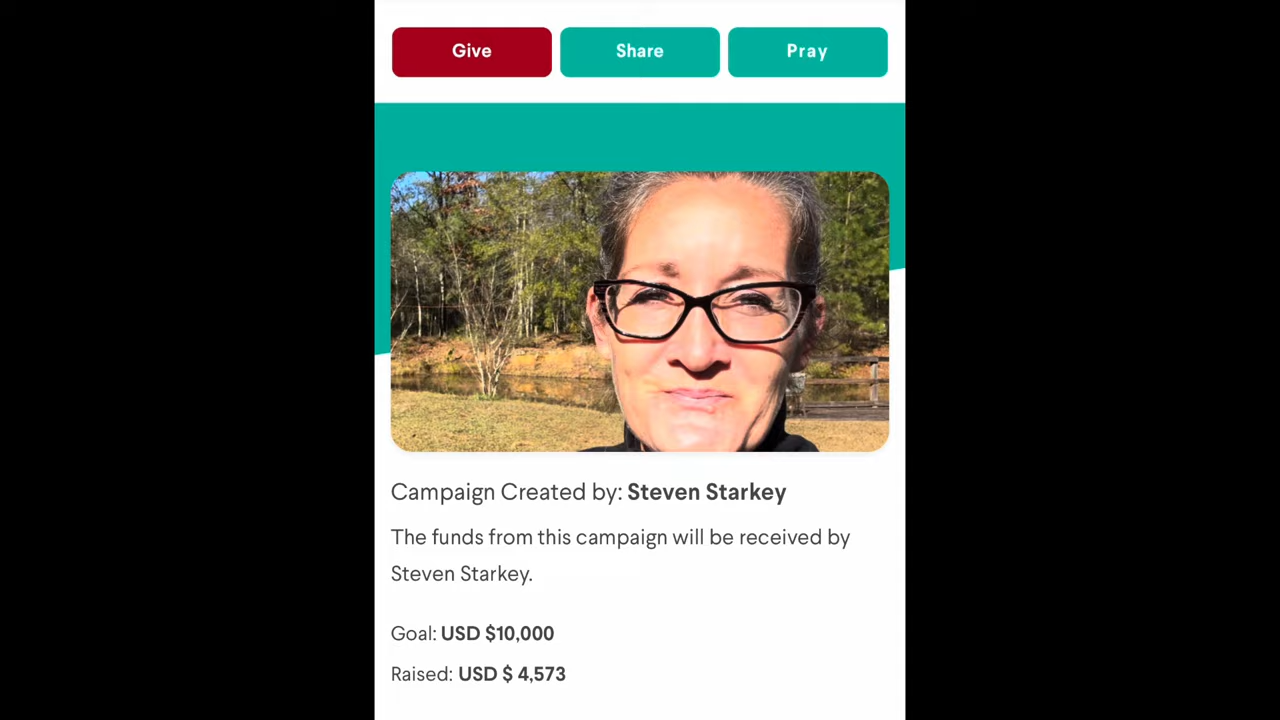 Give
Share
Pray
Campaign Created by: Steven Starkey
The funds from this campaign will be received by
Steven Starkey.
Goal: USD $10,000
Raised: USD $ 4,573